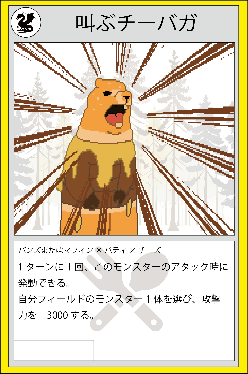 叫ぶチーバガ
1ターンに1回、このモンスターのアタック時に
発動できる。
自分フィールドのモンスター1体を選び、攻撃
力を 3000する。